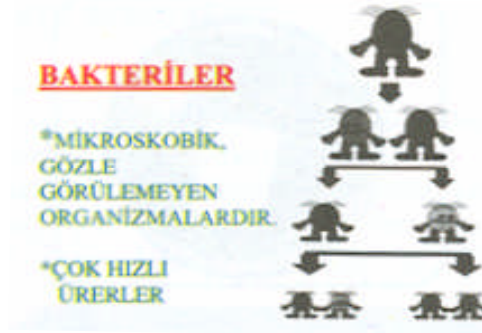 BAKTERİLER
*MİKROSKOBİK,
GÖZLE
GÖRÜLEMEYEN
ORGANİZMALARDIR.
*ÇOK HIZLI
ÜRERLER